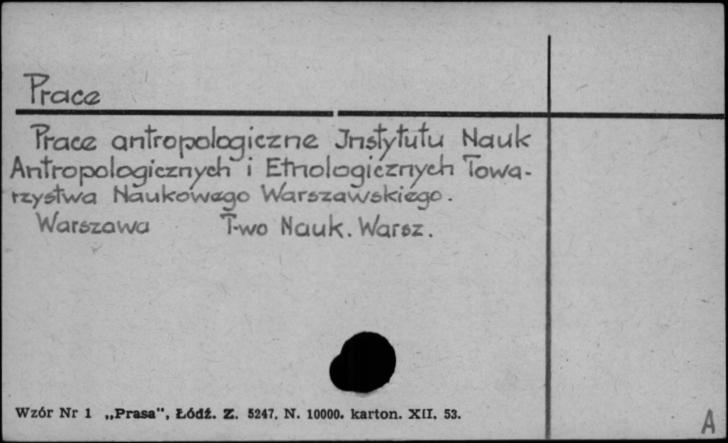 Prace
Prace antropologiczne Jnstytutu Nauk
Antropologicznych i Etnologicznych Towa-
rzystwa Naukowego Warszawskiego.
Warszawa T-wo Nauk. Warsz.
Wzór Nr 1 „Prasa", Łódź. Z. 5247. N. 10000. karton. XII. 53.
A